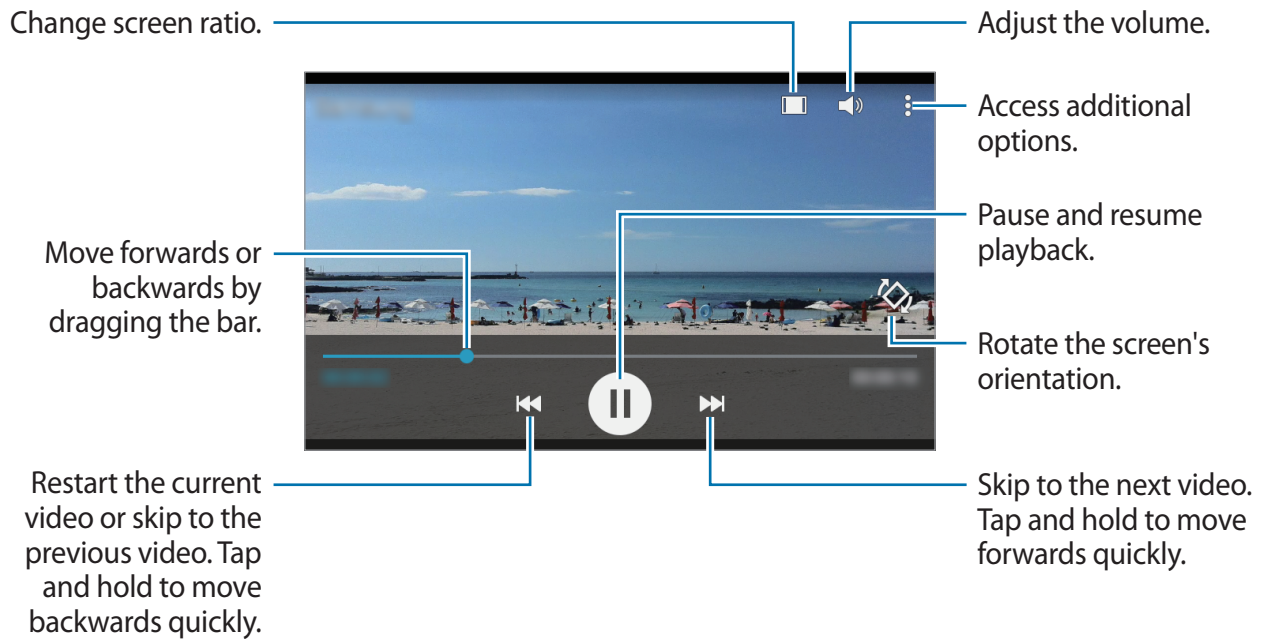 Change screen ratio.
Adjust the volume.
Access additional
options.
Pause and resume
playback.
Move forwards or
backwards by
dragging the bar.
Rotate the screen's
orientation.
Restart the current
video or skip to the
previous video. Tap
and hold to move
backwards quickly.
Skip to the next video.
Tap and hold to move
forwards quickly.